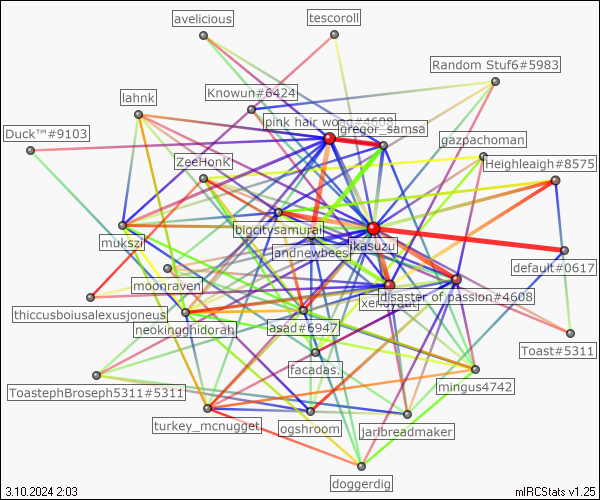 avelicious
tescoroll
Random Stuf6#5983
Knowun#6424
lahnk
pink hair wong#4608
gregor_samsa
Duck™#9103
gazpachoman
ZeeHonk
Heighleaigh#8575
bigcitysamurai
jkasuzu
mukszi
andnewbees
default#0617
moonraven
disaster of passion#4608
xenoyaut
thiccusboiusalexusjoneus
neokingghidorah
asad#6947
Toast#5311
facadas.
ToastephBroseph5311#5311
mingus4742
turkey_mcnugget
ogshroom
jarlbreadmaker
doggerdig
3.10.2024 2:03
mIRCStats v1.25